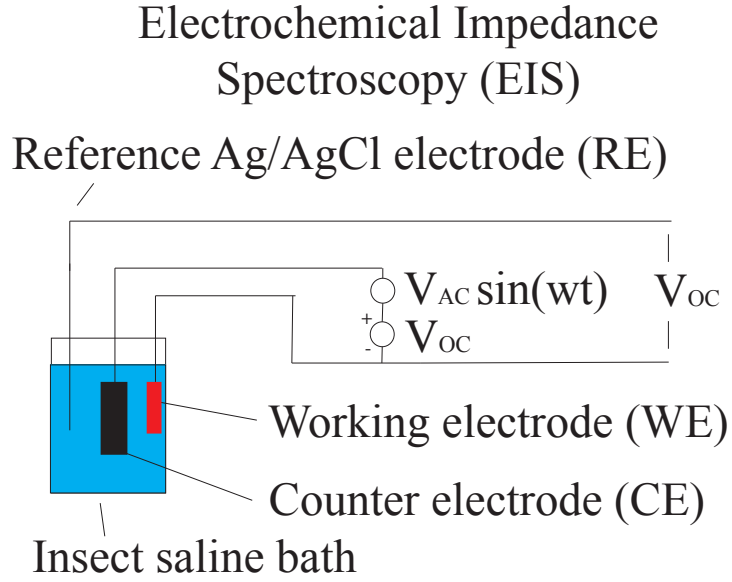 Electrochemical Impedance
Spectroscopy (EIS)
Reference Ag/AgCl electrode (RE)
VAC sin(wt)
VOC
+
VOC
-
Working electrode (WE)
Counter electrode (CE)
Insect saline bath